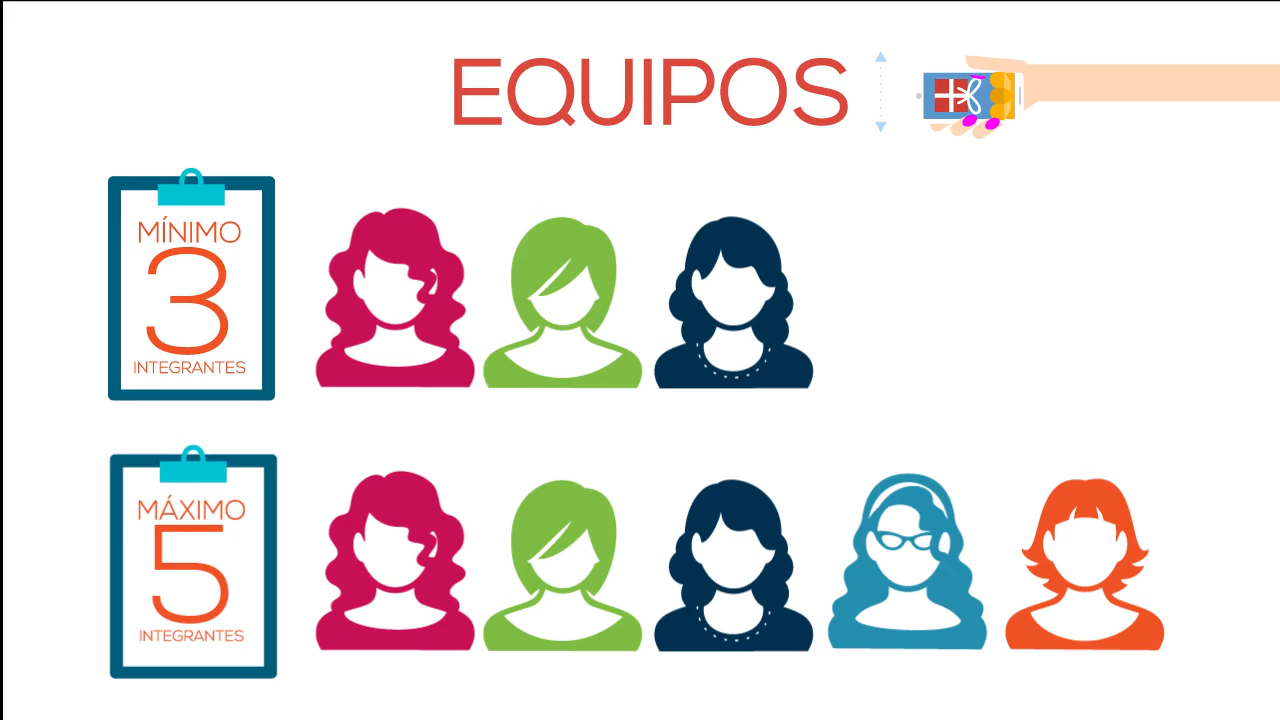 EQUIPOS
MÍNIMO
3
INTEGRANTES
MÁXIMO
5
INTEGRANTES